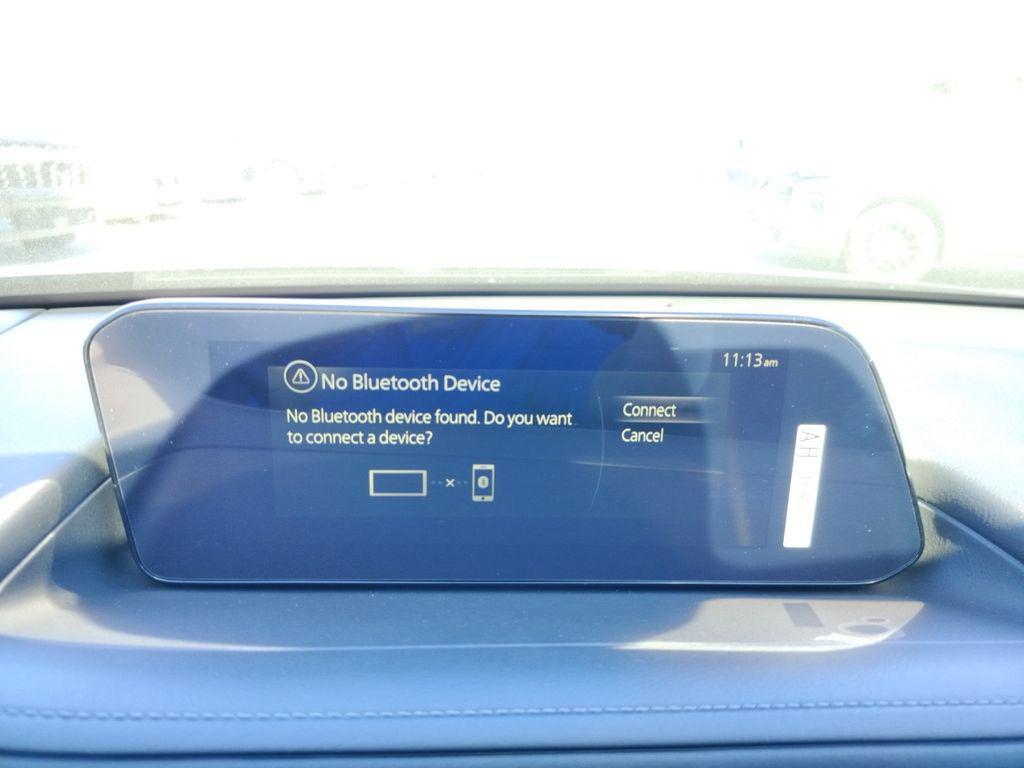 11:13am
No Bluetooth Device
No Bluetooth device found. Do you want
to connect a device?
Connect
Cancel